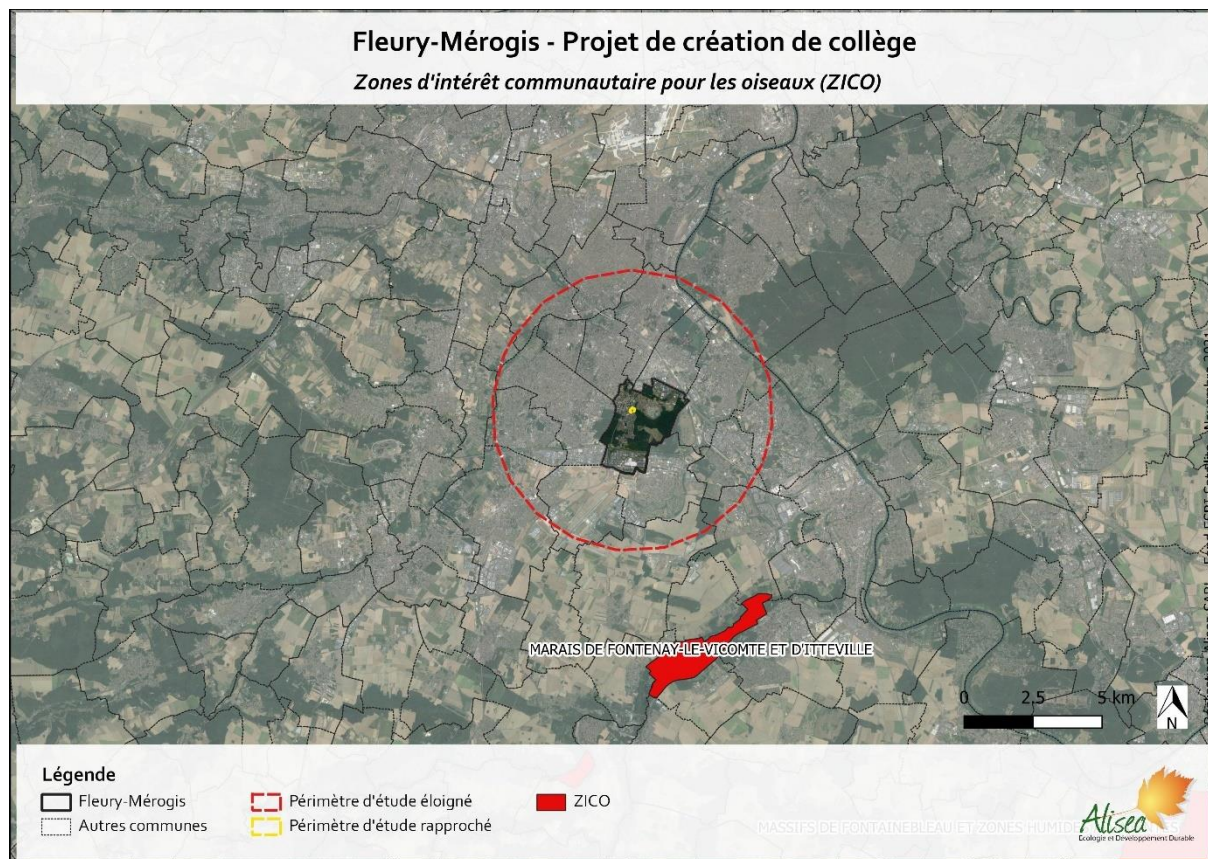 Fleury-Mérogis - Projet de création de collège
Zones d'intérêt communautaire pour les oiseaux (ZICO)
MARAIS DE FONTENAY-LE-VICOMTE ET D'ITTEVILLE
0 2.5 5 km
N
Légende
Fleury-Mérogis
Autres communes
Périmètre d'étude éloigné
Périmètre d'étude rapproché
ZICO
MASSIFS DE FONTAINEBLEAU ET ZONES HUMIDES
Alisea
Ecologie et Développement Durable